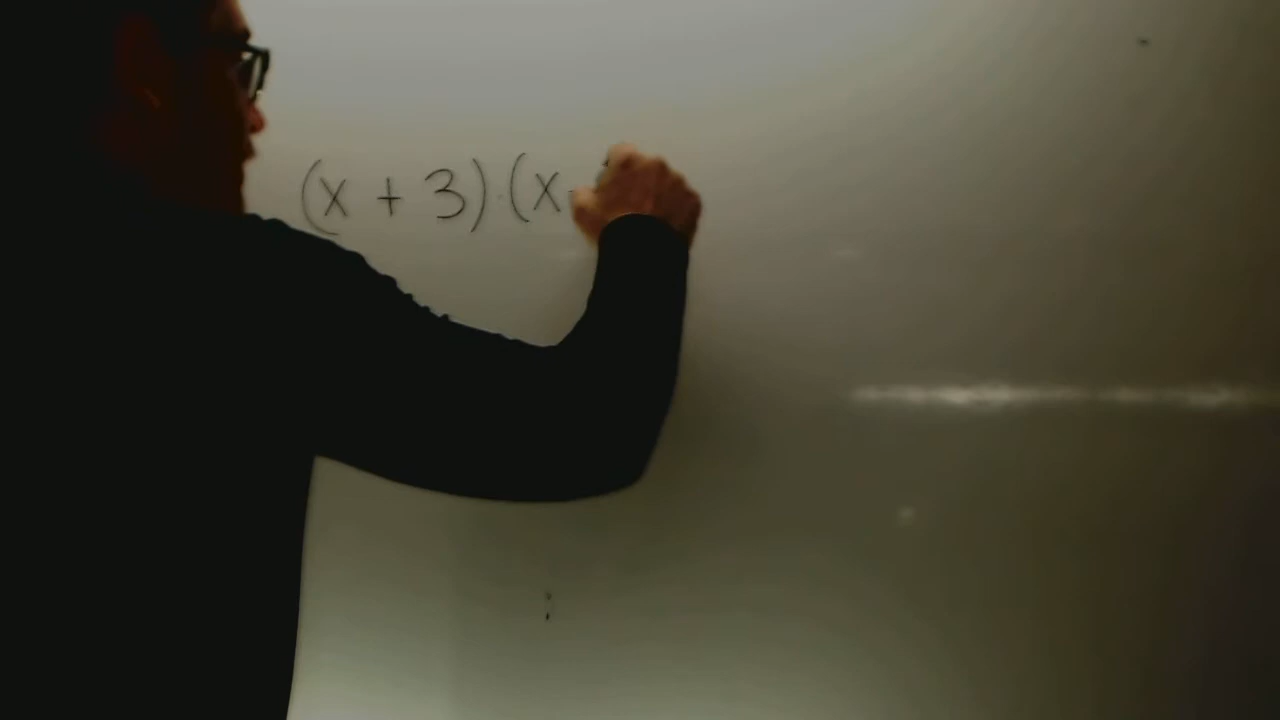 (x + 3) · (x -